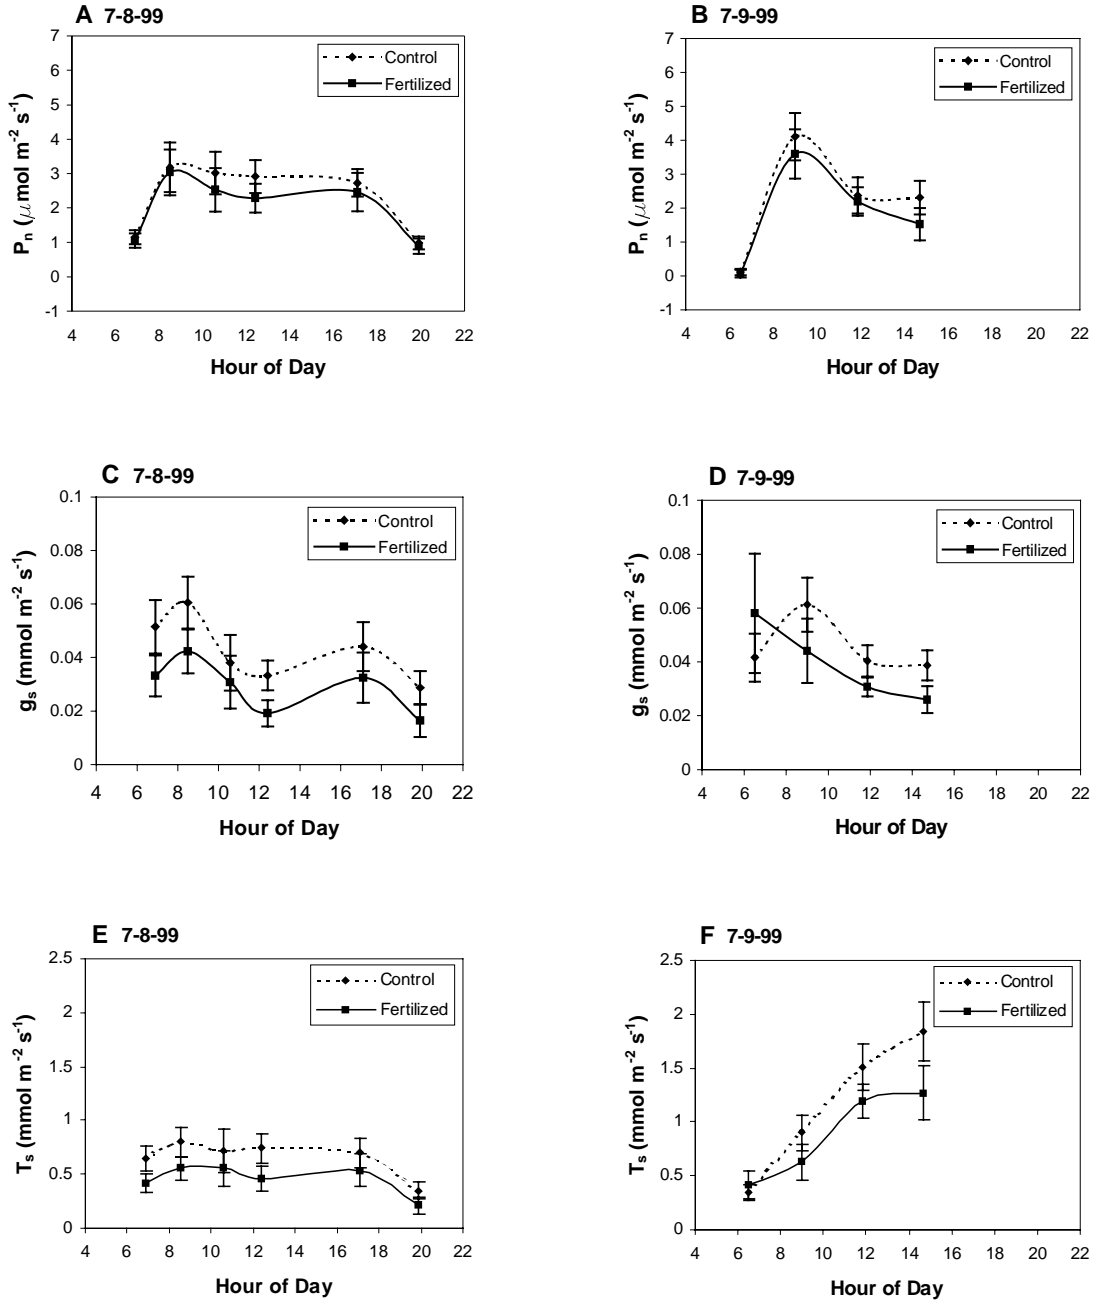 A 7-8-99
7
6
5
4
3
2
1
0
-1
Pn (μmol m-2 s-1)
Control
Fertilized
4 6 8 10 12 14 16 18 20 22
Hour of Day
B 7-9-99
7
6
5
4
3
2
1
0
-1
Pn (μmol m-2 s-1)
Control
Fertilized
4 6 8 10 12 14 16 18 20 22
Hour of Day
C 7-8-99
0.1
0.08
0.06
0.04
0.02
0
gs (mmol m-2 s-1)
Control
Fertilized
4 6 8 10 12 14 16 18 20 22
Hour of Day
D 7-9-99
0.1
0.08
0.06
0.04
0.02
0
gs (mmol m-2 s-1)
Control
Fertilized
4 6 8 10 12 14 16 18 20 22
Hour of Day
E 7-8-99
2.5
2
1.5
1
0.5
0
Ts (mmol m-2 s-1)
Control
Fertilized
4 6 8 10 12 14 16 18 20 22
Hour of Day
F 7-9-99
2.5
2
1.5
1
0.5
0
Ts (mmol m-2 s-1)
Control
Fertilized
4 6 8 10 12 14 16 18 20 22
Hour of Day